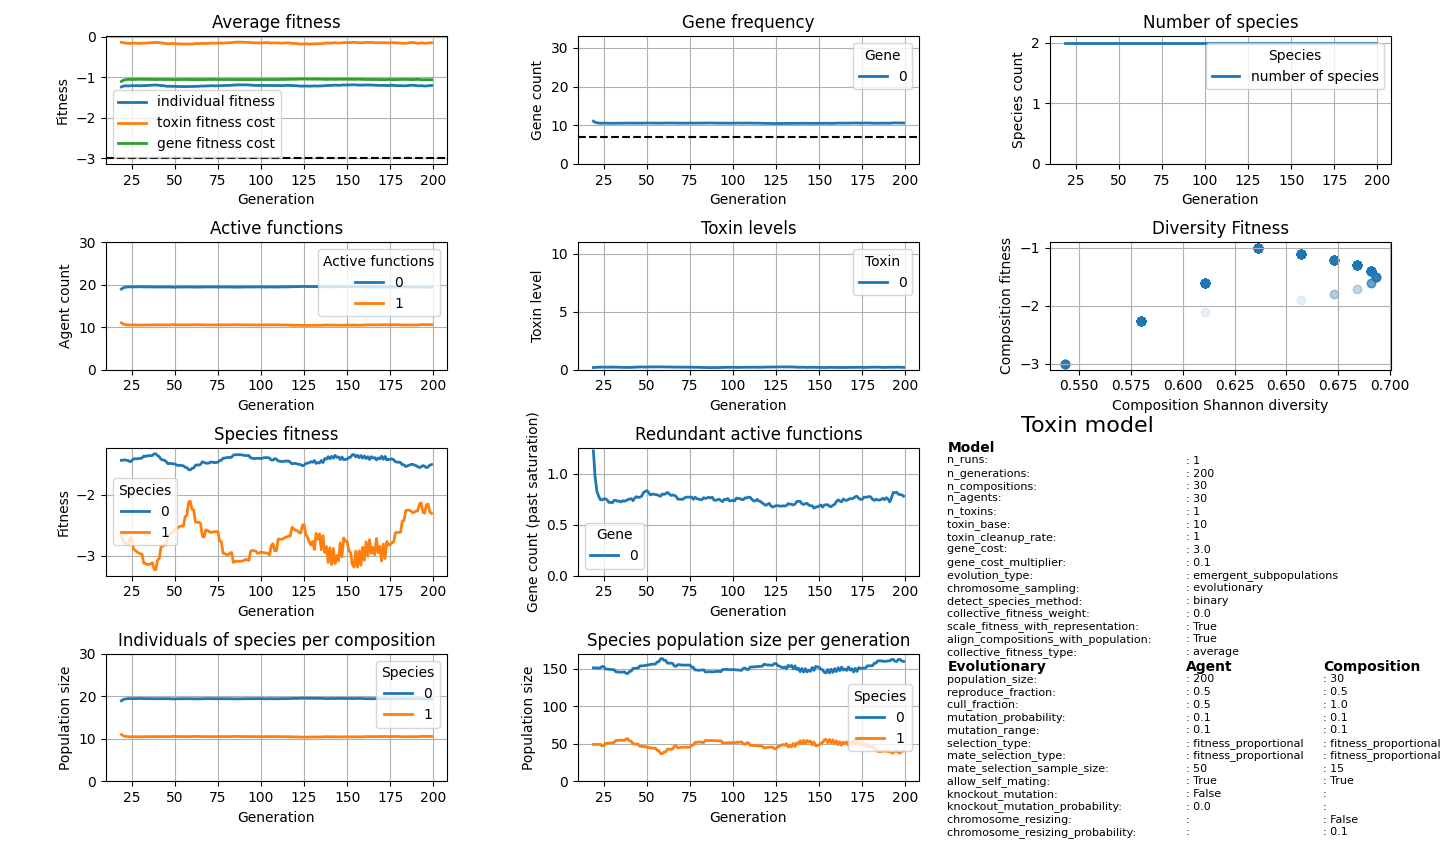 Average fitness
Fitness
0
−1
−2
−3
individual fitness
toxin fitness cost
gene fitness cost
25 50 75 100 125 150 175 200
Generation
Gene frequency
Gene count
30
20
10
0
Gene
0
25 50 75 100 125 150 175 200
Generation
Number of species
Species count
2
1
0
Species
number of species
25 50 75 100 125 150 175 200
Generation
Active functions
Agent count
30
20
10
0
Active functions
0
1
25 50 75 100 125 150 175 200
Generation
Toxin levels
Toxin level
10
5
0
Toxin
0
25 50 75 100 125 150 175 200
Generation
Diversity Fitness
Composition fitness
−1
−2
−3
0.550 0.575 0.600 0.625 0.650 0.675 0.700
Composition Shannon diversity
Species fitness
Fitness
−2
−3
Species
0
1
25 50 75 100 125 150 175 200
Generation
Redundant active functions
Gene count (past saturation)
1.0
0.5
0.0
Gene
0
25 50 75 100 125 150 175 200
Generation
Individuals of species per composition
Population size
30
20
10
0
Species
0
1
25 50 75 100 125 150 175 200
Generation
Species population size per generation
Population size
150
100
50
0
Species
0
1
25 50 75 100 125 150 175 200
Generation
Toxin model
Model
n_runs: : 1
n_generations: : 200
n_compositions: : 30
n_agents: : 30
n_toxins: : 1
toxin_base: : 10
toxin_cleanup_rate: : 1
gene_cost: : 3.0
gene_cost_multiplier: : 0.1
evolution_type: : emergent_subpopulations
chromosome_sampling: : evolutionary
detect_species_method: : binary
collective_fitness_weight: : 0.0
scale_fitness_with_representation: : True
align_compositions_with_population: : True
collective_fitness_type: : average
Evolutionary Agent Composition
population_size: : 200 : 30
reproduce_fraction: : 0.5 : 0.5
cull_fraction: : 0.5 : 1.0
mutation_probability: : 0.1 : 0.1
mutation_range: : 0.1 : 0.1
selection_type: : fitness_proportional : fitness_proportional
mate_selection_type: : fitness_proportional : fitness_proportional
mate_selection_sample_size: : 50 : 15
allow_self_mating: : True : True
knockout_mutation: : False :
knockout_mutation_probability: : 0.0 :
chromosome_resizing: : : False
chromosome_resizing_probability: : : 0.1